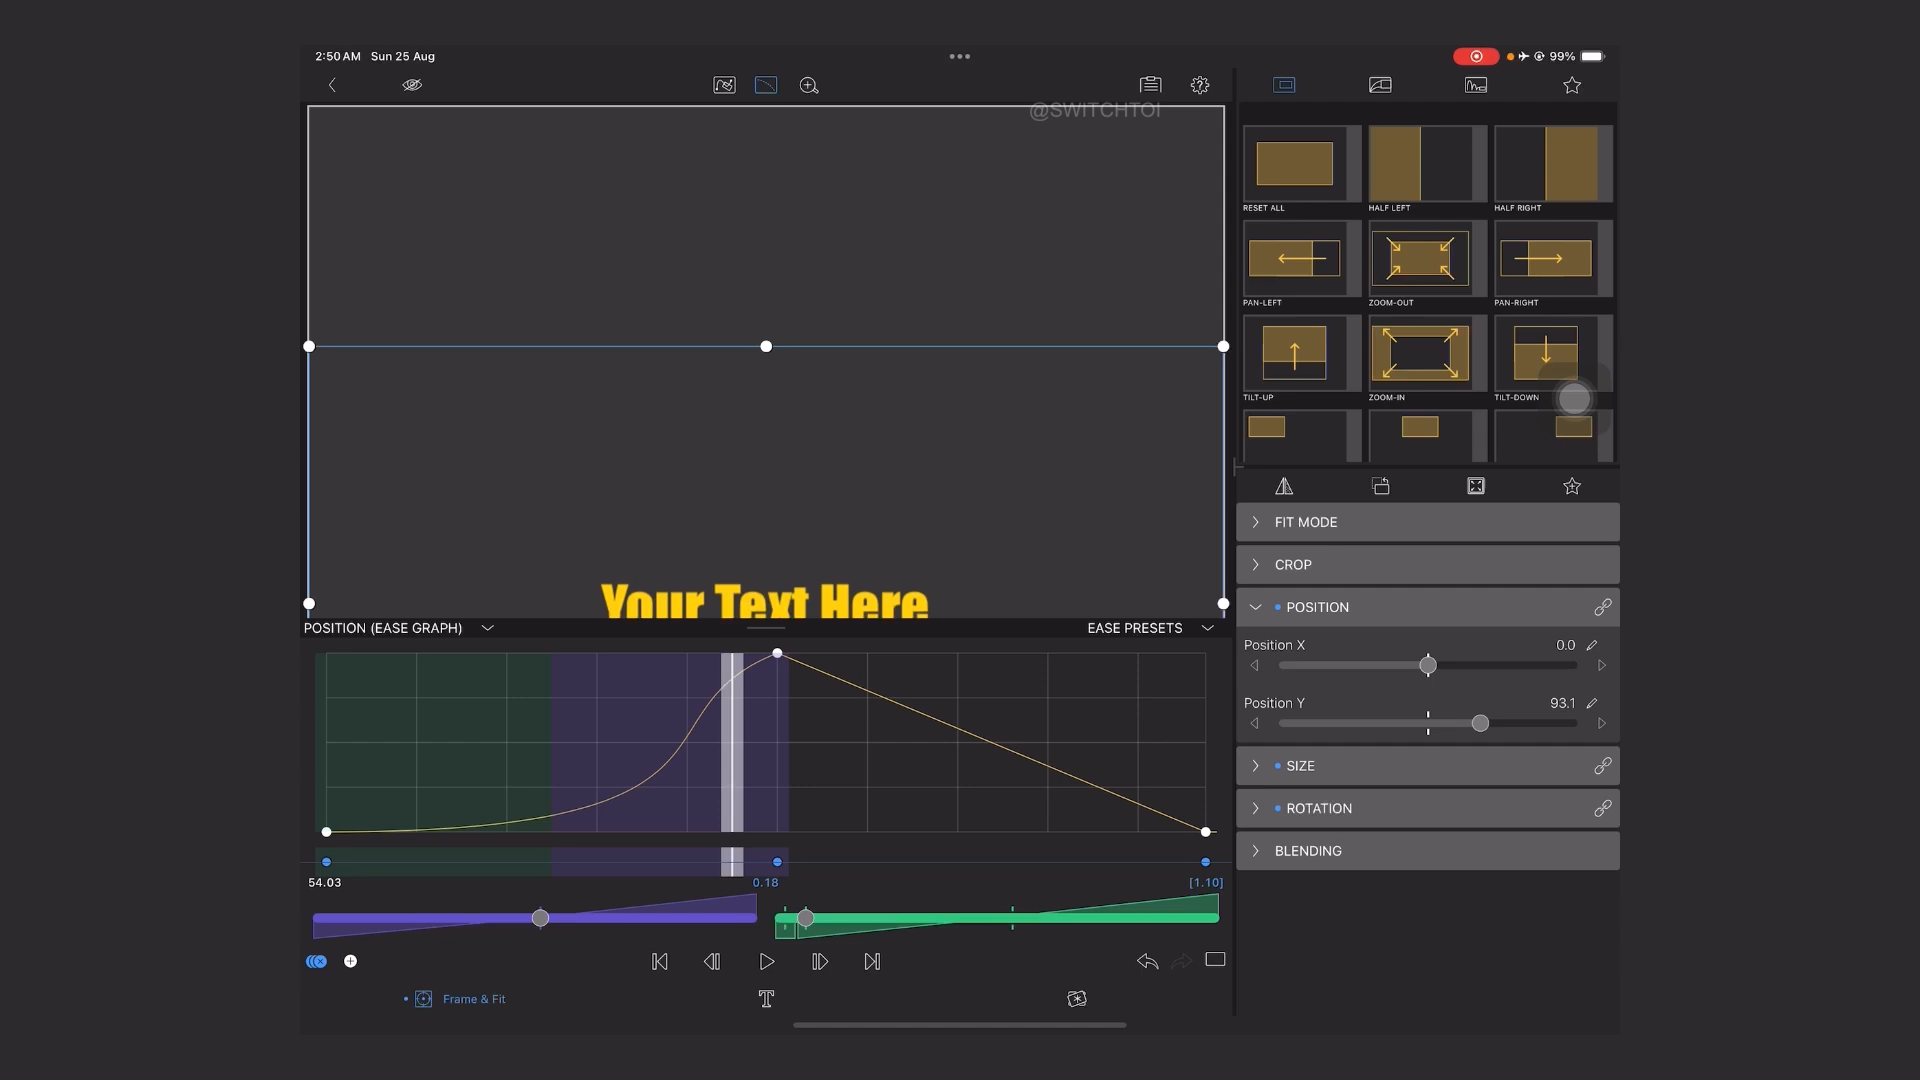 2:50 AM Sun 25 Aug
99%
@SWITCHTOI
RESET ALL
HALF LEFT
HALF RIGHT
PAN-LEFT
ZOOM-OUT
PAN-RIGHT
TILT-UP
ZOOM-IN
TILT-DOWN
FIT MODE
CROP
POSITION
Your Text Here
POSITION (EASE GRAPH)
EASE PRESETS
Position X
0.0
Position Y
93.1
SIZE
ROTATION
BLENDING
54.03
0.18
[1.10]
Frame & Fit